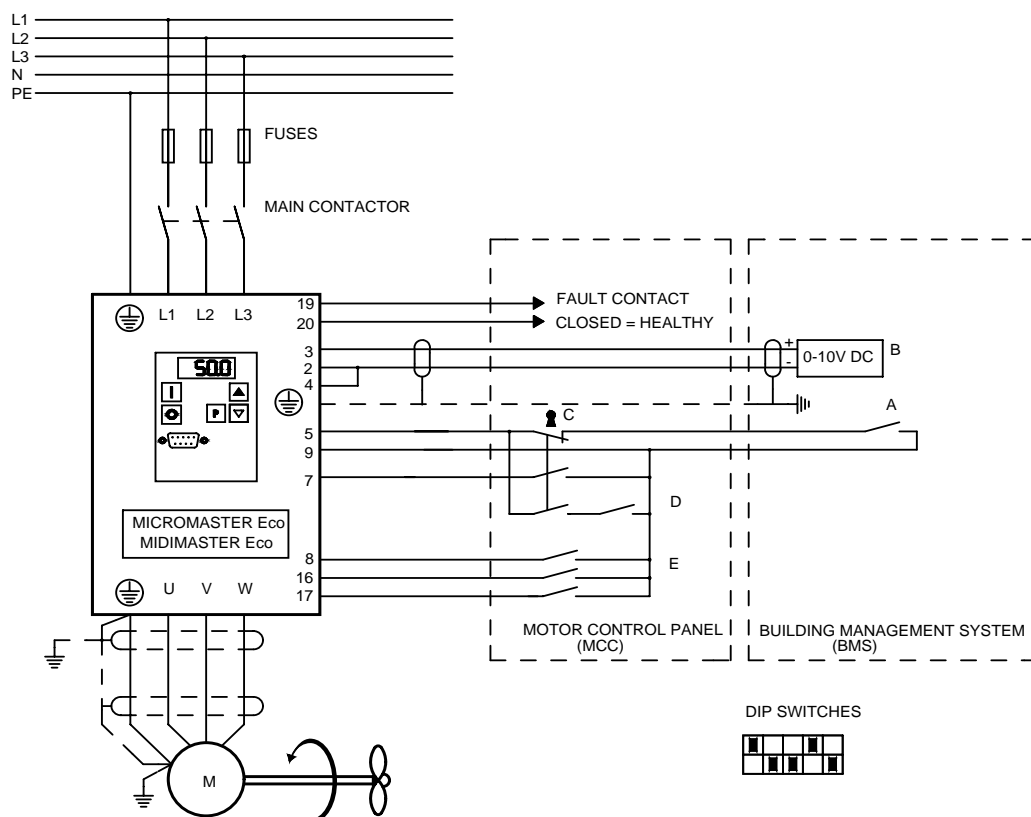 L1
L2
L3
N
PE
FUSES
MAIN CONTACTOR
L1 L2 L3
19
20
3
2
4
5
9
7
8
16
17
FAULT CONTACT
CLOSED = HEALTHY
+
-
0-10V DC
B
A
C
D
E
50.0
P
MICROMASTER Eco
MIDIMASTER Eco
U V W
MOTOR CONTROL PANEL
(MCC)
BUILDING MANAGEMENT SYSTEM
(BMS)
DIP SWITCHES
M